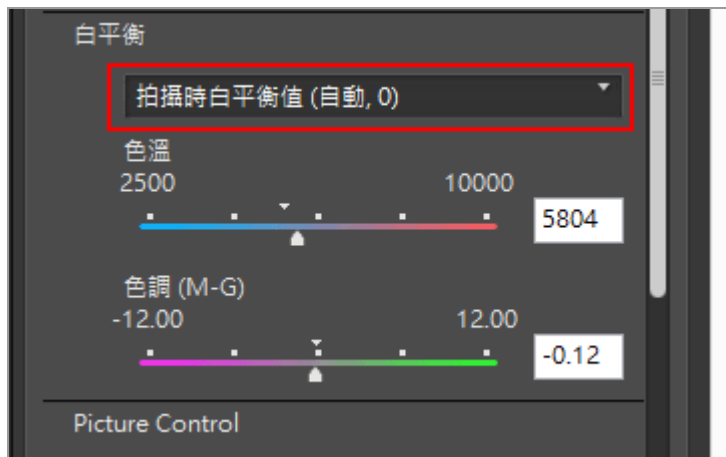 白平衡
拍攝時白平衡值 (自動, 0)
色溫
2500 10000
5804
色調 (M-G)
-12.00 12.00
-0.12
Picture Control